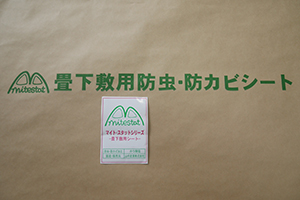 mitestat 畳下敷用防虫・防カビシート
mitestat
マイト・スタットシリーズ
-畳下敷用シート-